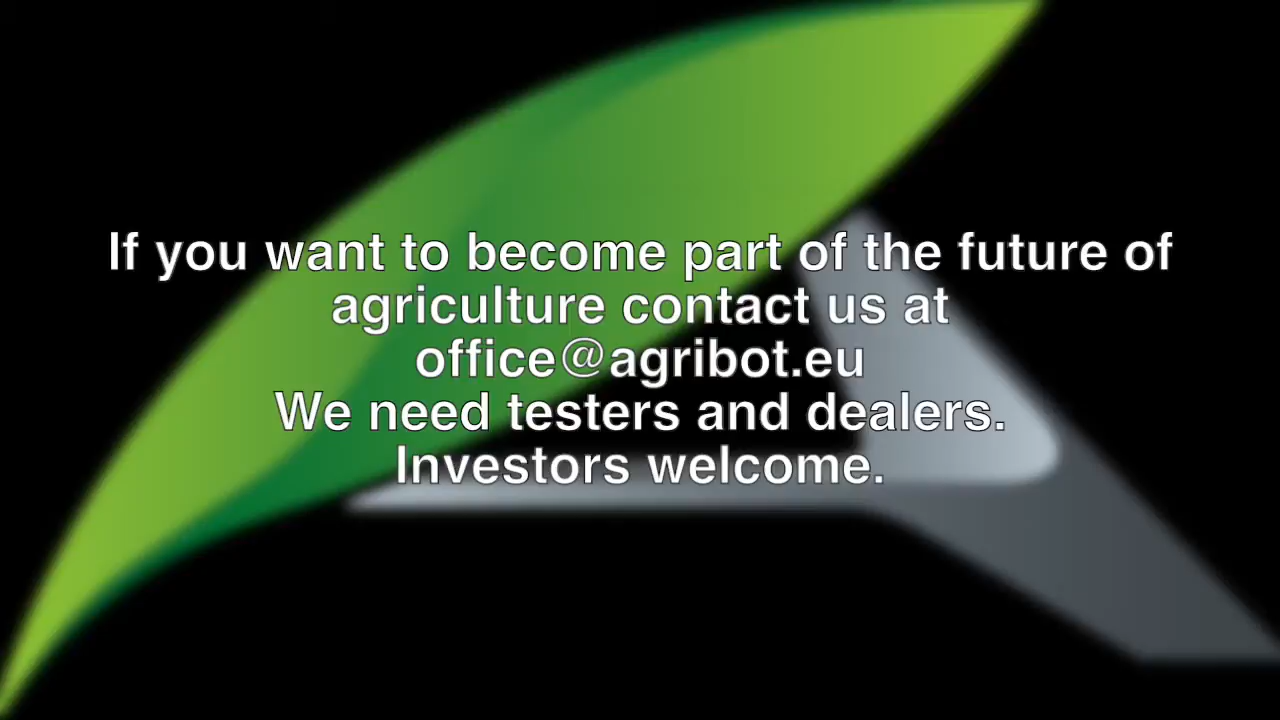 If you want to become part of the future of
agriculture contact us at
office@agribot.eu
We need testers and dealers.
Investors welcome.